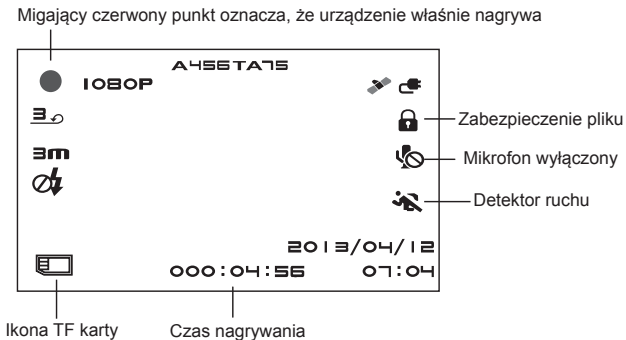 Migający czerwony punkt oznacza, że urządzenie właśnie nagrywa
A456TA75
1080P
3
Zabezpieczenie pliku
3m
Mikrofon wyłączony
Detektor ruchu
2013/04/12
000:04:56 07:04
Ikona TF karty Czas nagrywania